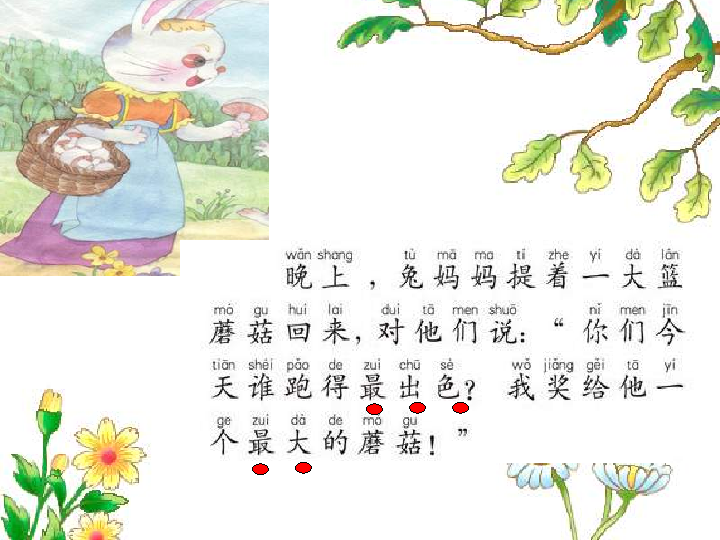 wǎn shang tù mā ma tí zhe yí dà lán
晚上，兔妈妈提着一大篮
mó gu huí lai duì tā men shuō nǐ men jīn
蘑菇回来，对他们说：“你们今
tiān shéi pǎo de zuì chū sè wǒ jiǎng gěi tā yí
天谁跑得最出色？我奖给他一
ge zuì dà de mó gu
个最大的蘑菇！”